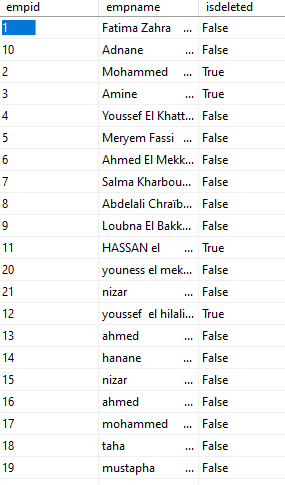 empid empname isdeleted
1 Fatima Zahra ... False
10 Adnane ... False
2 Mohammed ... True
3 Amine ... True
4 Youssef El Khatt... False
5 Meryem Fassi ... False
6 Ahmed El Mekk... False
7 Salma Kharbou... False
8 Abdelali Chraïb... False
9 Loubna El Bakk... False
11 HASSAN el ... True
20 youness el mek... False
21 nizar ... False
12 youssef el hilali... True
13 ahmed ... False
14 hanane ... False
15 nizar ... False
16 ahmed ... False
17 mohammed ... False
18 taha ... False
19 mustapha ... False